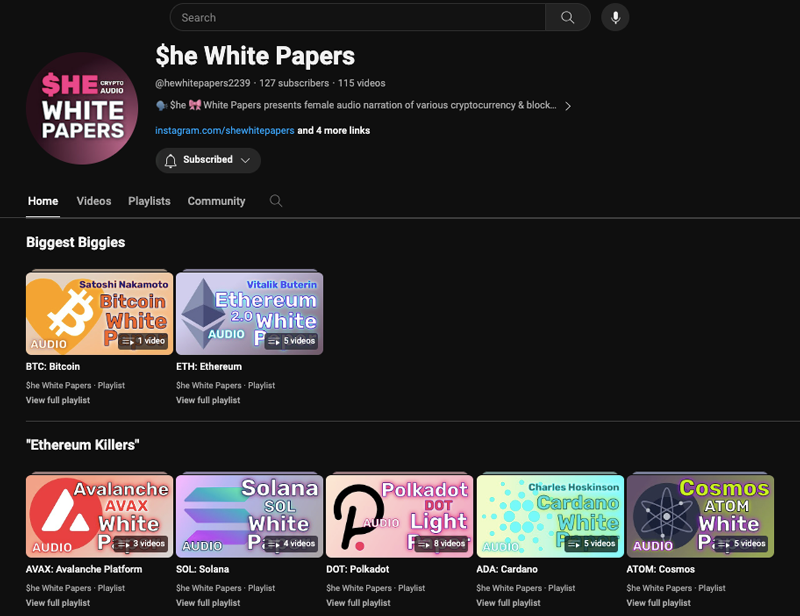 Search
$he White Papers
$HE CRYPTO AUDIO
WHITE
PAPERS
@hewhitepapers2239 · 127 subscribers · 115 videos
🗣 $he 🎀 White Papers presents female audio narration of various cryptocurrency & block...
instagram.com/shewhitepapers and 4 more links
Subscribed
Home Videos Playlists Community
Biggest Biggies
Satoshi Nakamoto
Bitcoin
White
AUDIO
1 video
BTC: Bitcoin
$he White Papers · Playlist
View full playlist
Vitalik Buterin
Ethereum
2.0 White
AUDIO
5 videos
ETH: Ethereum
$he White Papers · Playlist
View full playlist
"Ethereum Killers"
Avalanche
AVAX
White
AUDIO
3 videos
AVAX: Avalanche Platform
$he White Papers · Playlist
View full playlist
Solana
SOL
White
AUDIO
4 videos
SOL: Solana
$he White Papers · Playlist
View full playlist
Polkadot
DOT
AUDIO Light
8 videos
DOT: Polkadot
$he White Papers · Playlist
View full playlist
Charles Hoskinson
Cardano
White
AUDIO
5 videos
ADA: Cardano
$he White Papers · Playlist
View full playlist
Cosmos
ATOM
White
AUDIO
5 videos
ATOM: Cosmos
$he White Papers · Playlist
View full playlist